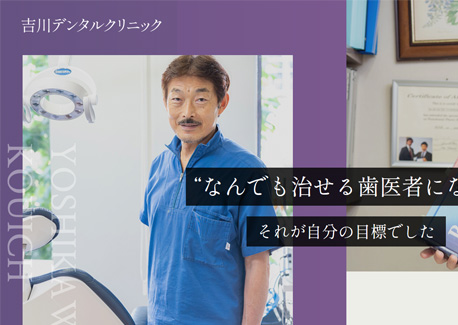 吉川デンタルクリニック
YOSHIKAW
KOUICH
“なんでも治せる歯医者にな
それが自分の目標でした